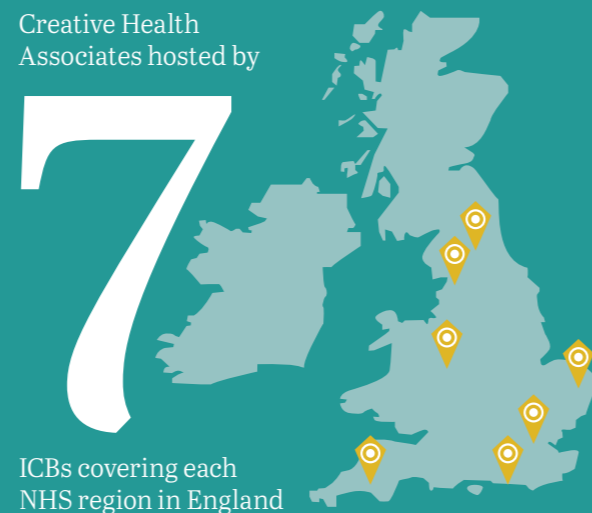 Creative Health
Associates hosted by
7
ICBs covering each
NHS region in England